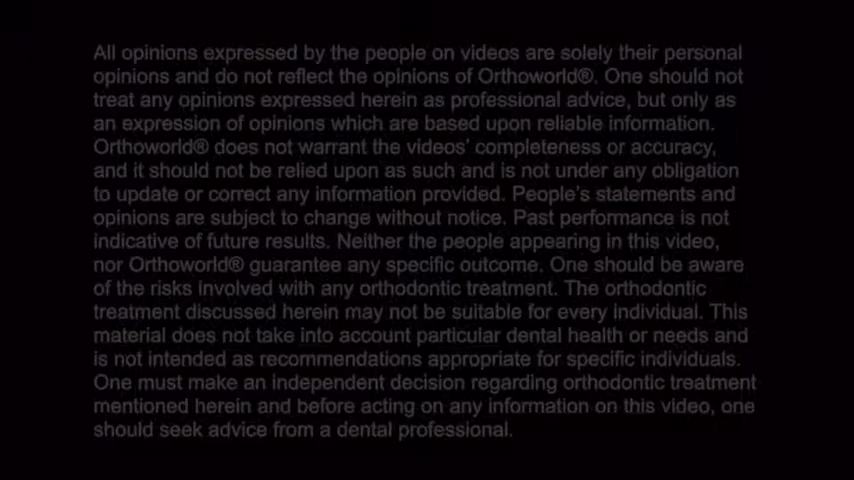 All opinions expressed by the people on videos are solely their personal
opinions and do not reflect the opinions of Orthoworld®. One should not
treat any opinions expressed herein as professional advice, but only as
an expression of opinions which are based upon reliable information.
Orthoworld® does not warrant the videos' completeness or accuracy,
and it should not be relied upon as such and is not under any obligation
to update or correct any information provided. People's statements and
opinions are subject to change without notice. Past performance is not
indicative of future results. Neither the people appearing in this video,
nor Orthoworld® guarantee any specific outcome. One should be aware
of the risks involved with any orthodontic treatment. The orthodontic
treatment discussed herein may not be suitable for every individual. This
material does not take into account particular dental health or needs and
is not intended as recommendations appropriate for specific individuals.
One must make an independent decision regarding orthodontic treatment
mentioned herein and before acting on any information on this video, one
should seek advice from a dental professional.